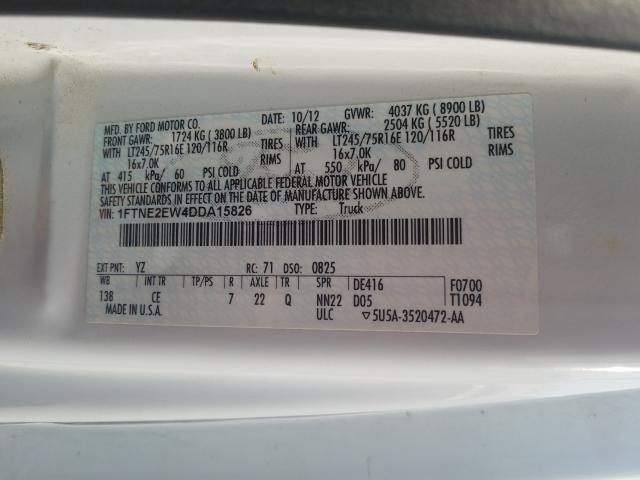 MFD. BY FORD MOTOR CO. DATE: 10/12 GVWR: 4037 KG ( 8900 LB)
FRONT GAWR: 1724 KG ( 3800 LB) REAR GAWR: 2504 KG ( 5520 LB)
WITH LT245/75R16E 120/116R TIRES WITH LT245/75R16E 120/116R TIRES
16x7.0K RIMS 16x7.0K RIMS
AT 415 kPa/ 60 PSI COLD AT 550 kPa/ 80 PSI COLD
THIS VEHICLE CONFORMS TO ALL APPLICABLE FEDERAL MOTOR VEHICLE
SAFETY STANDARDS IN EFFECT ON THE DATE OF MANUFACTURE SHOWN ABOVE.
VIN: 1FTNE2EW4DDA15826 TYPE: Truck
EXT PNT: YZ RC: 71 DSO: 0825
WB INT TR TP/PS R AXLE TR SPR DE416 F0700
138 CE 7 22 Q NN22 D05 T1094
MADE IN U.S.A. ULC ▽5U5A-3520472-AA